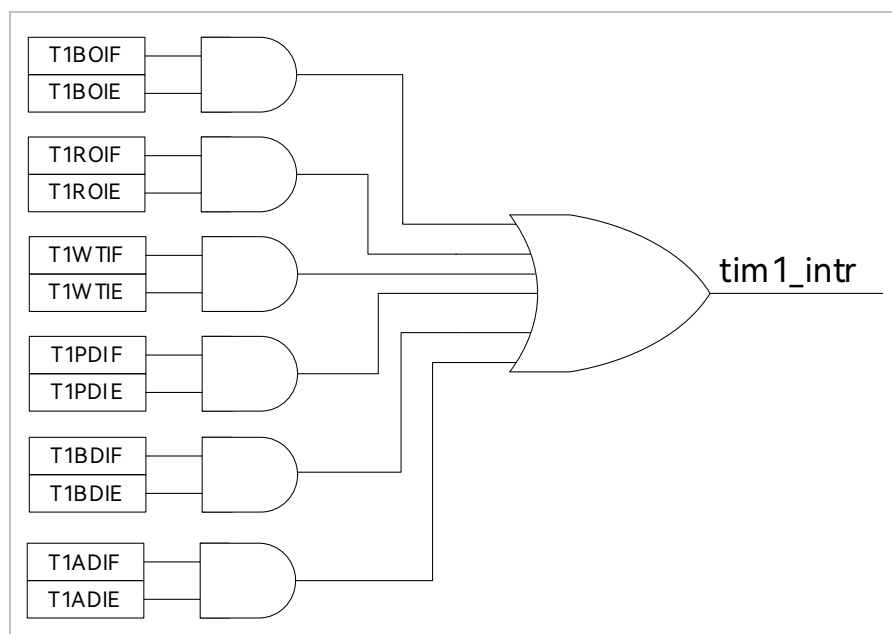 T1BOIF
T1BOIE
T1ROIF
T1ROIE
T1WTIF
T1WTIE
tim1_intr
T1PDIF
T1PDIE
T1BDIF
T1BDIE
T1ADIF
T1ADIE